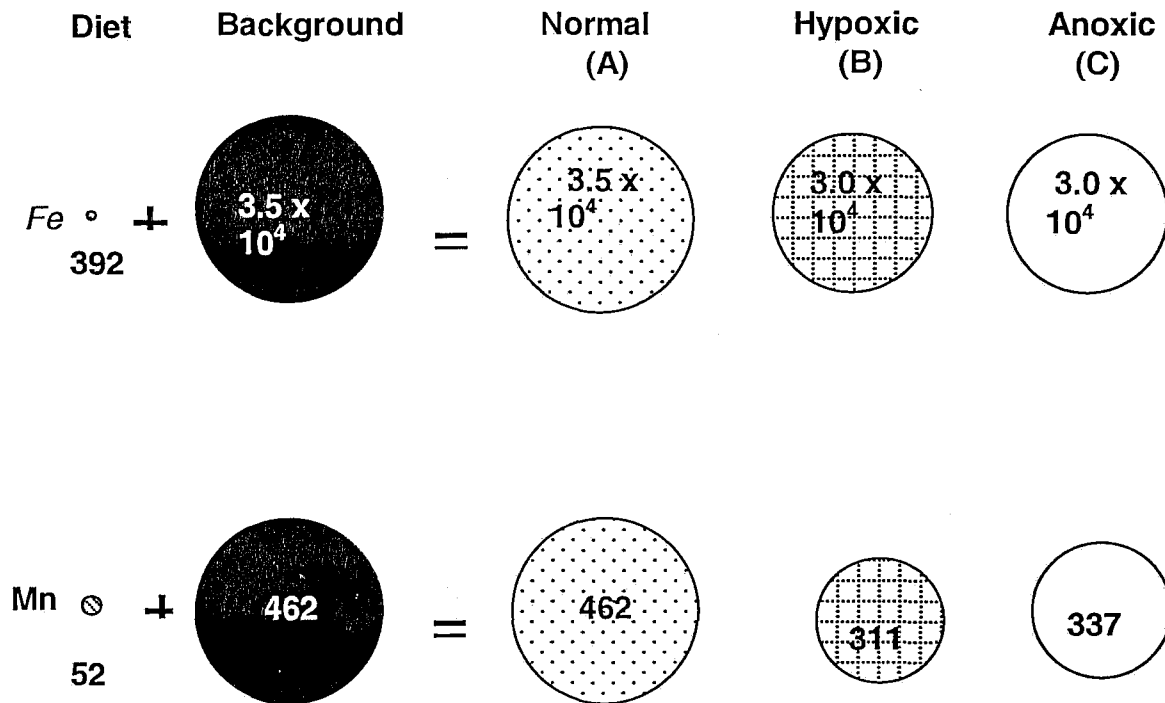 Diet Background Normal Hypoxic Anoxic
(A) (B) (C)
Fe + 3.5 x = 3.5 x 3.0 x 3.0 x
392 10⁴ 10⁴ 10⁴ 10⁴
Mn + 462 = 462 311 337
52